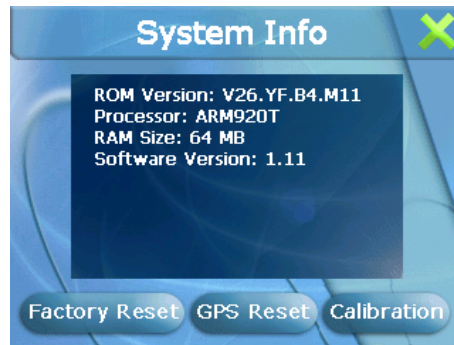 System Info
ROM Version: V26.YF.B4.M11
Processor: ARM920T
RAM Size: 64 MB
Software Version: 1.11
Factory Reset GPS Reset Calibration